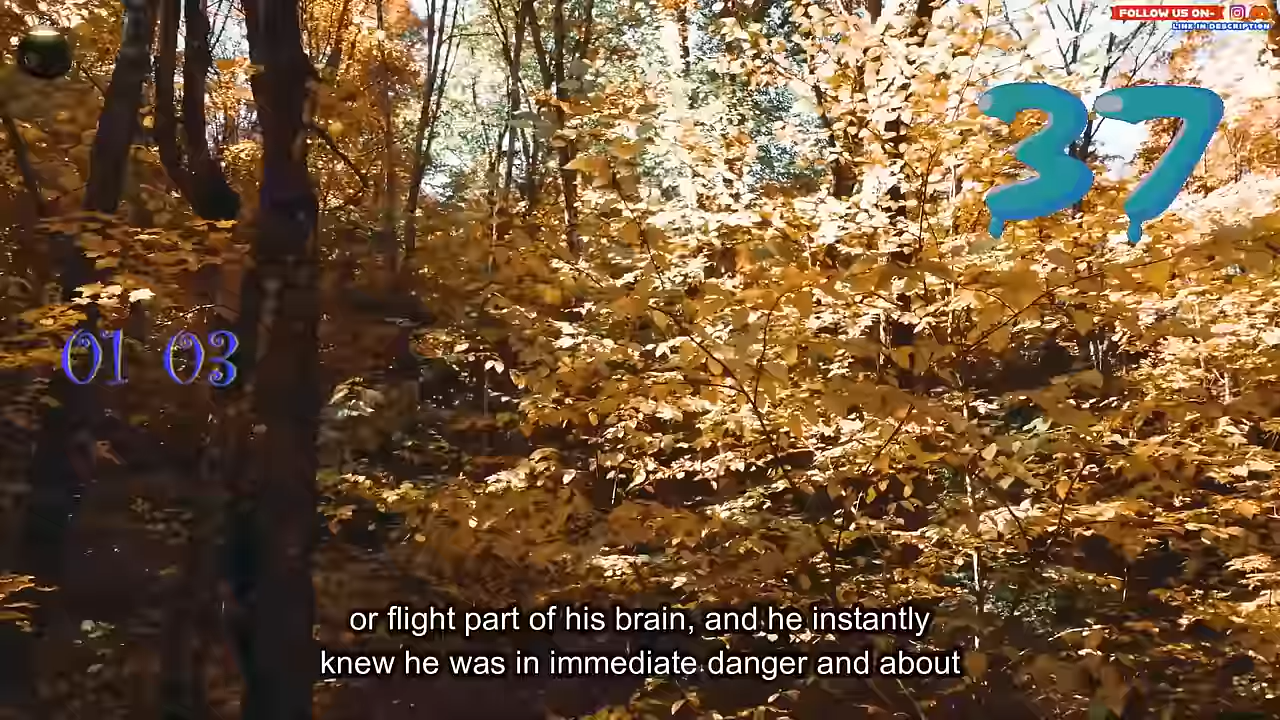 FOLLOW US ON-
LINK IN DESCRIPTION
37
01 03
or flight part of his brain, and he instantly
knew he was in immediate danger and about